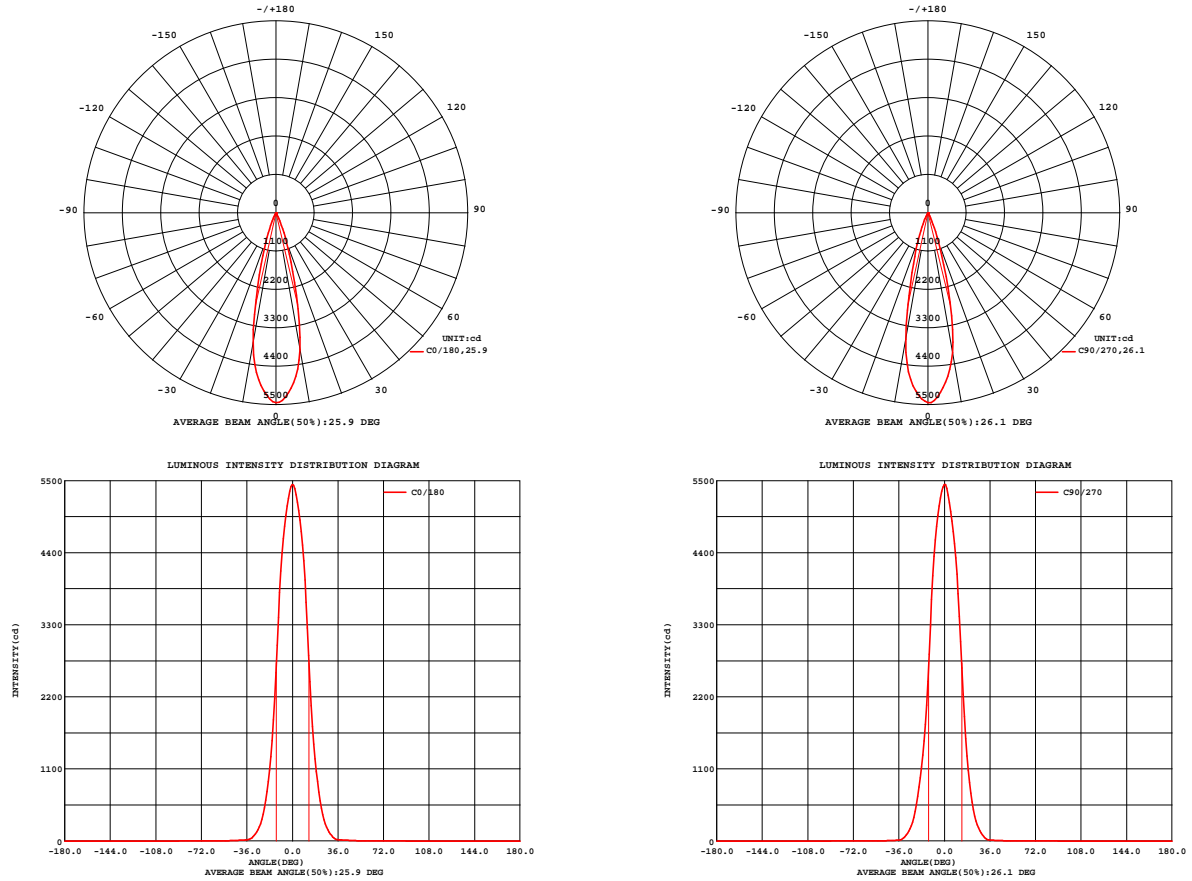 -/+180
-150
150
-120
120
-90
90
0
1100
2200
3300
4400
5500
-60
60
-30
30
0
UNIT:cd
C0/180,25.9
AVERAGE BEAM ANGLE(50%):25.9 DEG
-/+180
-150
150
-120
120
-90
90
0
1100
2200
3300
4400
5500
-60
60
-30
30
0
UNIT:cd
C90/270,26.1
AVERAGE BEAM ANGLE(50%):26.1 DEG
LUMINOUS INTENSITY DISTRIBUTION DIAGRAM
C0/180
INTENSITY(cd)
5500
4400
3300
2200
1100
0
-180.0 -144.0 -108.0 -72.0 -36.0 0.0 36.0 72.0 108.0 144.0 180.0
ANGLE(DEG)
AVERAGE BEAM ANGLE(50%):25.9 DEG
LUMINOUS INTENSITY DISTRIBUTION DIAGRAM
C90/270
INTENSITY(cd)
5500
4400
3300
2200
1100
0
-180.0 -144.0 -108.0 -72.0 -36.0 0.0 36.0 72.0 108.0 144.0 180.0
ANGLE(DEG)
AVERAGE BEAM ANGLE(50%):26.1 DEG